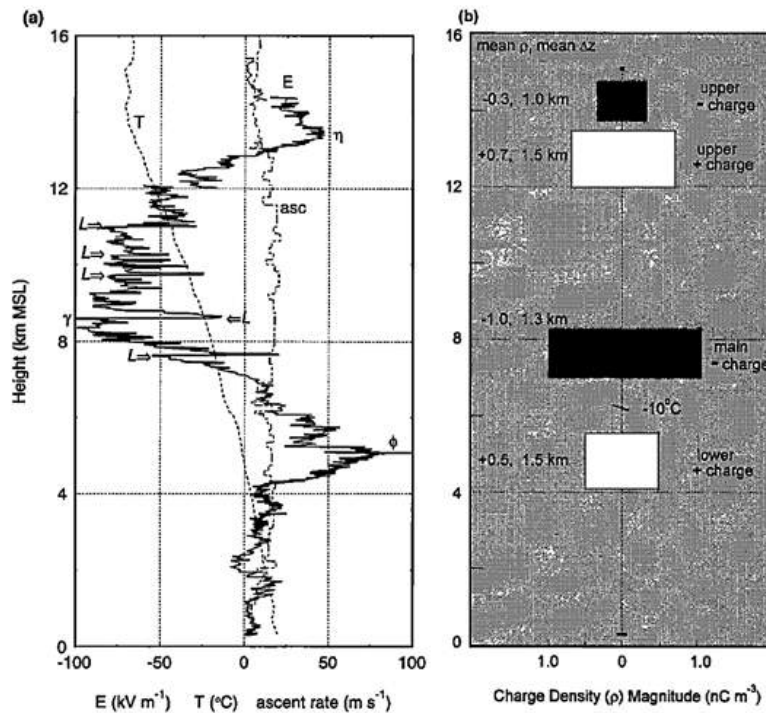 (a)
16
12
8
4
0
Height (km MSL)
E
T
η
asc
L⇒
L⇒
L⇒
γ
⇐L
L⇒
ϕ
-100
-50
0
50
100
E (kV m⁻¹) T (°C) ascent rate (m s⁻¹)
(b)
16
mean ρ, mean Δz
-0.3, 1.0 km
upper
- charge
+0.7, 1.5 km
upper
+ charge
12
-1.0, 1.3 km
8
main
- charge
-10°C
+0.5, 1.5 km
lower
+ charge
4
0
1.0
0
1.0
Charge Density (ρ) Magnitude (nC m⁻³)